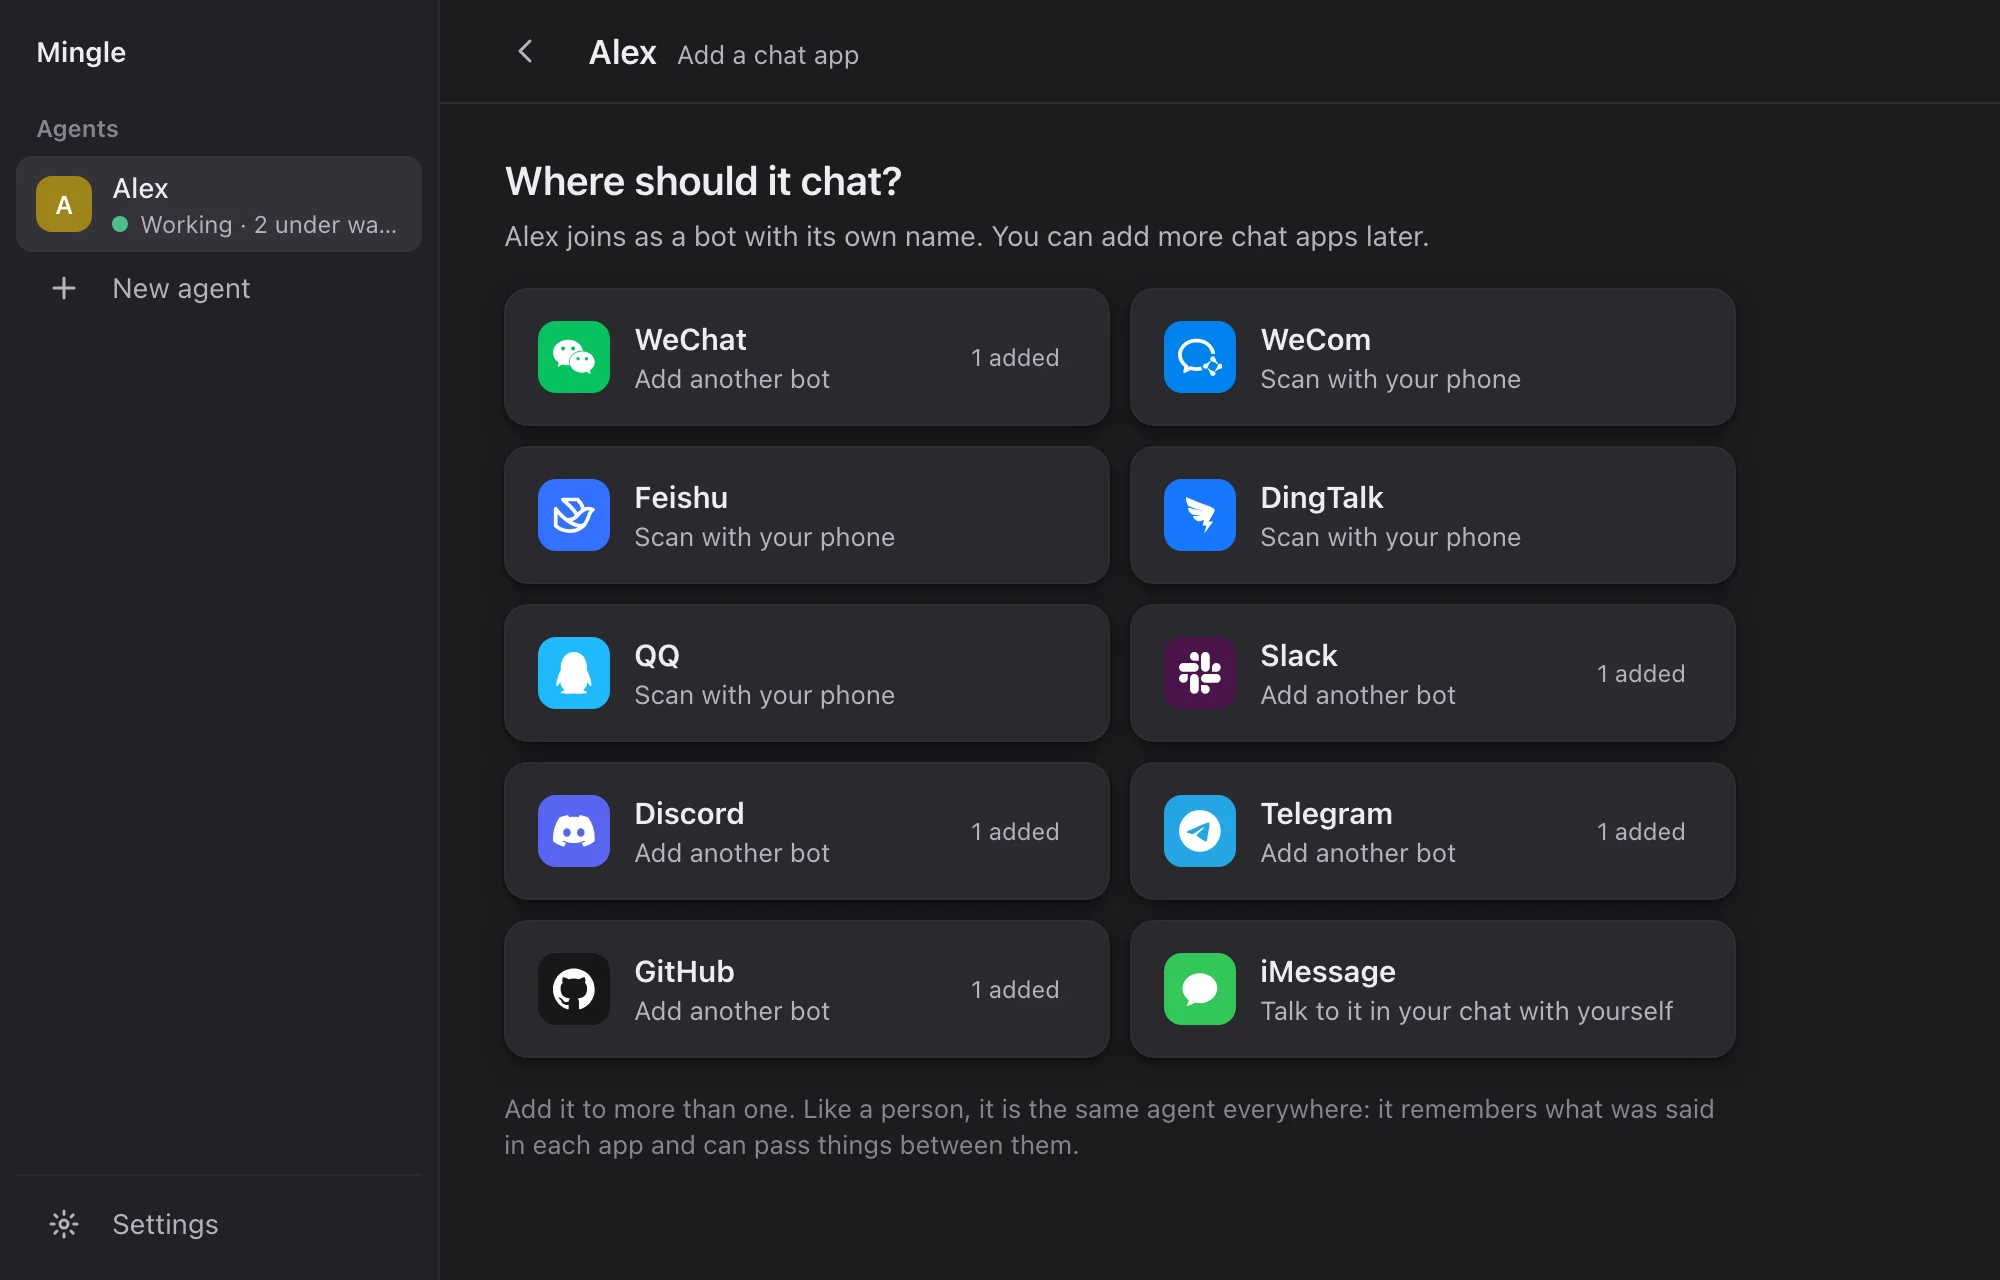 Mingle
Agents
A
Alex
Working · 2 under wa...
New agent
Settings
Alex Add a chat app
Where should it chat?
Alex joins as a bot with its own name. You can add more chat apps later.
WeChat
Add another bot
1 added
WeCom
Scan with your phone
Feishu
Scan with your phone
DingTalk
Scan with your phone
QQ
Scan with your phone
Slack
Add another bot
1 added
Discord
Add another bot
1 added
Telegram
Add another bot
1 added
GitHub
Add another bot
1 added
iMessage
Talk to it in your chat with yourself
Add it to more than one. Like a person, it is the same agent everywhere: it remembers what was said
in each app and can pass things between them.